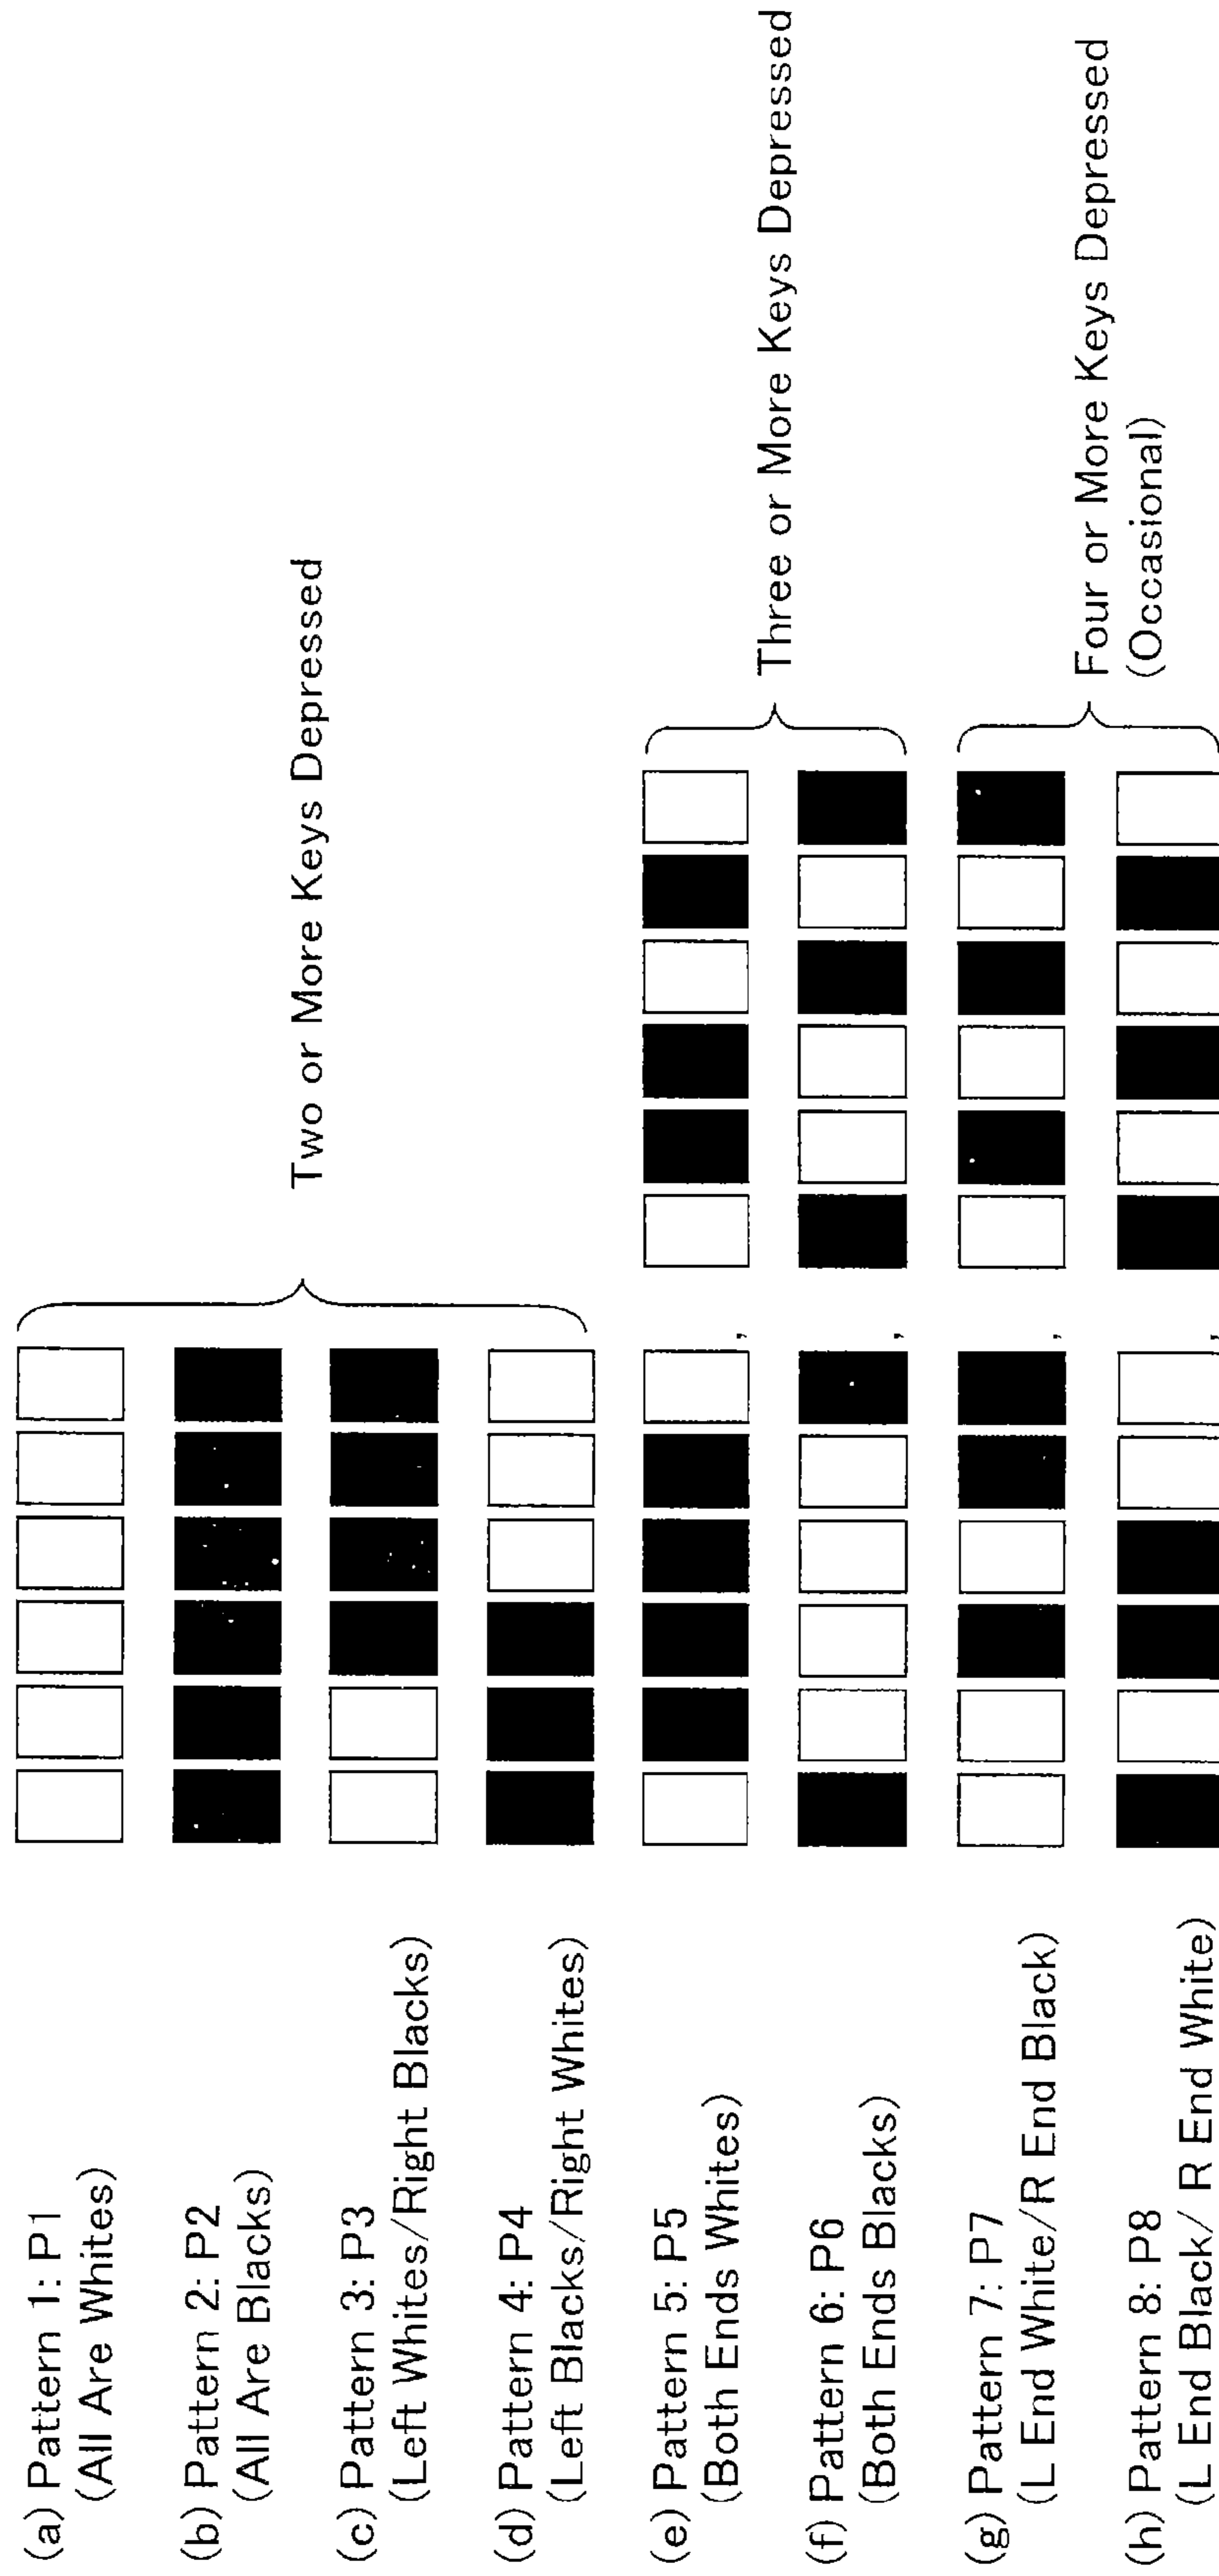 (a) Pattern 1: P1
(All Are Whites)
(b) Pattern 2: P2
(All Are Blacks)
(c) Pattern 3: P3
(Left Whites/Right Blacks)
(d) Pattern 4: P4
(Left Blacks/Right Whites)
Two or More Keys Depressed
(e) Pattern 5: P5
(Both Ends Whites)
,
(f) Pattern 6: P6
(Both Ends Blacks)
,
Three or More Keys Depressed
(g) Pattern 7: P7
(L End White/R End Black)
,
(h) Pattern 8: P8
(L End Black/ R End White)
,
Four or More Keys Depressed
(Occasional)